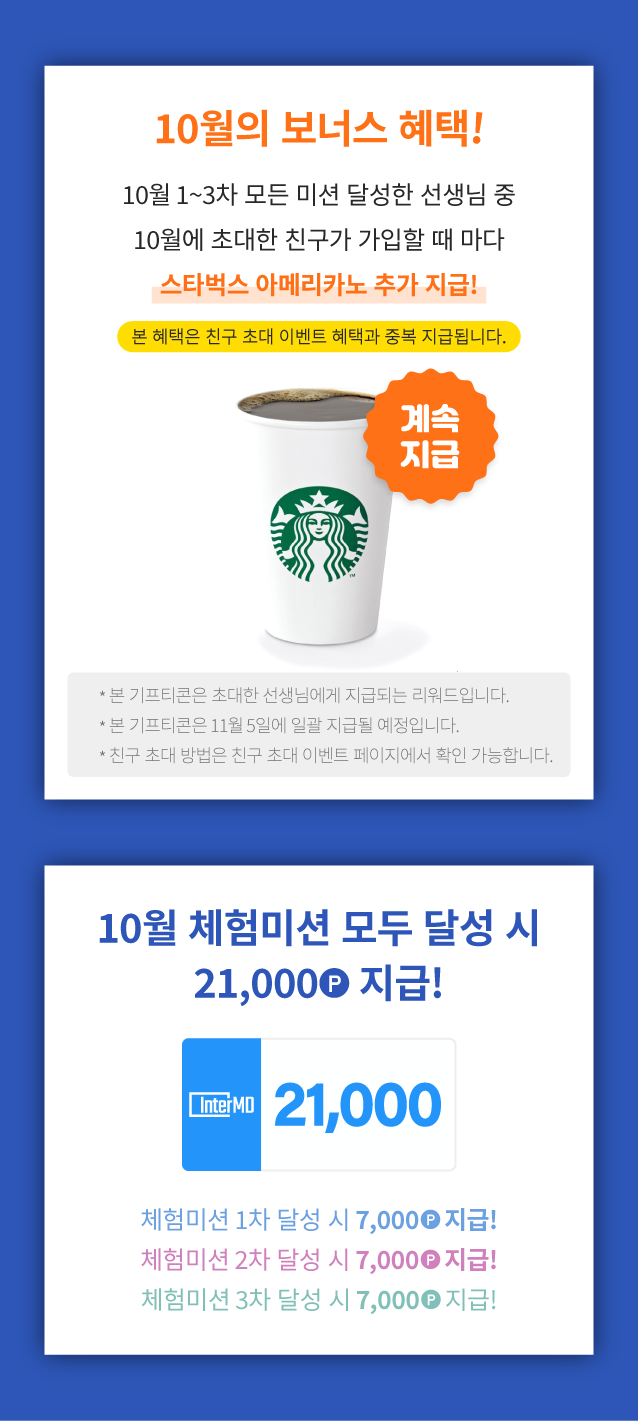 10월의 보너스 혜택!
10월 1~3차 모든 미션 달성한 선생님 중
10월에 초대한 친구가 가입할 때 마다
스타벅스 아메리카노 추가 지급!
본 혜택은 친구 초대 이벤트 혜택과 중복 지급됩니다.
계속
지급
TM
* 본 기프티콘은 초대한 선생님에게 지급되는 리워드입니다.
* 본 기프티콘은 11월 5일에 일괄 지급될 예정입니다.
* 친구 초대 방법은 친구 초대 이벤트 페이지에서 확인 가능합니다.
10월 체험미션 모두 달성 시
21,000P 지급!
InterMD 21,000
체험미션 1차 달성 시 7,000P 지급!
체험미션 2차 달성 시 7,000P 지급!
체험미션 3차 달성 시 7,000P 지급!